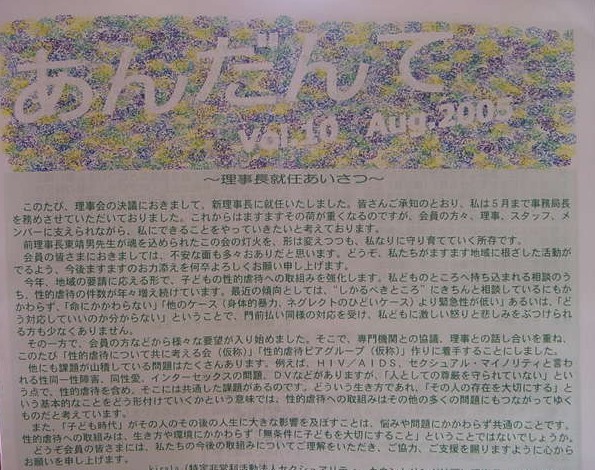 あんだんて
Vol.10 Aug.2005
～理事長就任あいさつ～
このたび、理事会の決議におきまして、新理事長に就任いたしました。皆さんご承知のとおり、私は５月まで事務局長
を務めさせていただいておりました。これからはますますその荷が重くなるのですが、会員の方々、理事、スタッフ、メ
ンバーに支えられながら、私にできることをやっていきたいと考えております。
前理事長東靖男先生が魂を込められたこの会の灯火を、形は変えつつも、私なりに守り育てていく所存です。
会員の皆さまにおきましては、不安な面も多々おありだと思います。どうぞ、私たちがますます地域に根ざした活動が
できるよう、今後ますますのお力添えを何卒よろしくお願い申し上げます。
今年、地域の要請に応える形で、子どもの性的虐待への取組みを強化します。私どものところへ持ち込まれる相談のう
ち、性的虐待の件数が年々増え続けています。最近の傾向としては、“しかるべきところ”にきちんと相談しているにもか
かわらず、「命にかかわらない」「他のケース（身体的暴力、ネグレクトのひどいケース）より緊急性が低い」あるいは、「ど
う対応していいのか分からない」ということで、門前払い同様の対応を受け、私どもに激しい怒りと悲しみをぶつけられ
る方も少なくありません。
その一方で、会員の方などから様々な要望が入り始めました。そこで、専門機関との協議、理事との話し合いを重ね、
このたび「性的虐待について共に考える会（仮称）」「性的虐待ピアグループ（仮称）」作りに着手することにしました。
他にも課題が山積している問題はたくさんあります。例えば、ＨＩＶ／ＡＩＤＳ、セクシュアル・マイノリティと言わ
れる性同一性障害、同性愛、インターセックスの問題、ＤＶなどがありますが、「人としての尊厳を守られていない」とい
う点で、性的虐待を含め、そこには共通した課題があるのです。どういう生き方であれ、「その人の存在を大切にする」と
いう基本的なことをどう形付けていくかという意味では、性的虐待への取組みはその他の多くの問題にもつながってゆく
ものだと考えています。
また、「子ども時代」がその人のその後の人生に大きな影響を及ぼすことは、悩みや問題にかかわらず共通のことです。
性的虐待への取組みは、生き方や環境にかかわらず「無条件に子どもを大切にすること」ということではないでしょうか。
どうぞ会員の皆さまには、私たちの今後の取組みについてご理解をいただき、ご協力、ご支援を賜りますように心から
お願いを申し上げます。